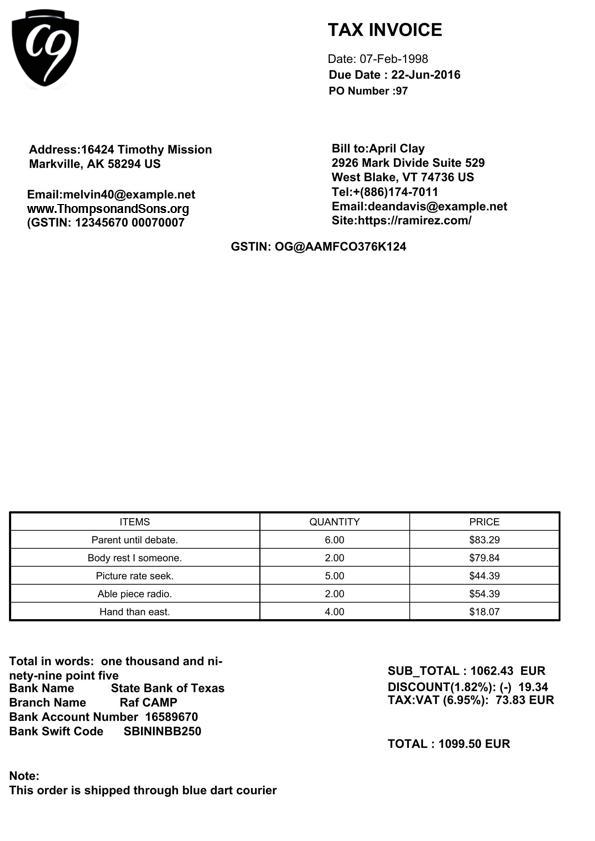 C9
TAX INVOICE
Date: 07-Feb-1998
Due Date : 22-Jun-2016
PO Number :97
Address:16424 Timothy Mission
Markville, AK 58294 US
Email:melvin40@example.net
www.ThompsonandSons.org
(GSTIN: 12345670 00070007
Bill to:April Clay
2926 Mark Divide Suite 529
West Blake, VT 74736 US
Tel:+(886)174-7011
Email:deandavis@example.net
Site:https://ramirez.com/
GSTIN: OG@AAMFCO376K124
ITEMS QUANTITY PRICE
Parent until debate. 6.00 $83.29
Body rest I someone. 2.00 $79.84
Picture rate seek. 5.00 $44.39
Able piece radio. 2.00 $54.39
Hand than east. 4.00 $18.07
Total in words: one thousand and ni-
nety-nine point five
Bank Name State Bank of Texas
Branch Name Raf CAMP
Bank Account Number 16589670
Bank Swift Code SBININBB250
SUB_TOTAL : 1062.43 EUR
DISCOUNT(1.82%): (-) 19.34
TAX:VAT (6.95%): 73.83 EUR
TOTAL : 1099.50 EUR
Note:
This order is shipped through blue dart courier